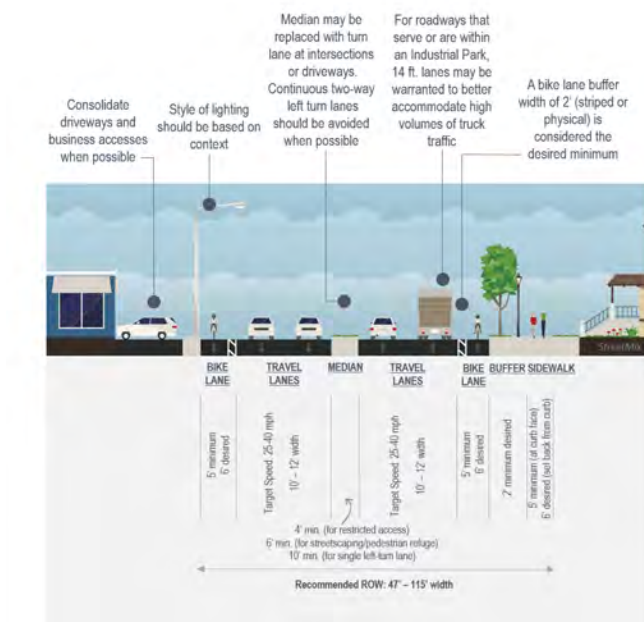 Consolidate
driveways and
business accesses
when possible
Style of lighting
should be based on
context
Median may be
replaced with turn
lane at intersections
or driveways.
Continuous two-way
left turn lanes
should be avoided
when possible
For roadways that
serve or are within
an Industrial Park,
14 ft. lanes may be
warranted to better
accommodate high
volumes of truck
traffic
A bike lane buffer
width of 2' (striped or
physical) is
considered the
desired minimum
StreetMix
BIKE
LANE
TRAVEL
LANES
MEDIAN
TRAVEL
LANES
BIKE
LANE
BUFFER
SIDEWALK
5' minimum
6' desired
Target Speed: 25-40 mph
10' – 12' width
Target Speed: 25-40 mph
10' – 12' width
5' minimum
6' desired
2' minimum desired
5' minimum (at curb face)
6' desired (set back from curb)
4' min. (for restricted access)
6' min. (for streetscaping/pedestrian refuge)
10' min. (for single left-turn lane)
Recommended ROW: 47' – 115' width